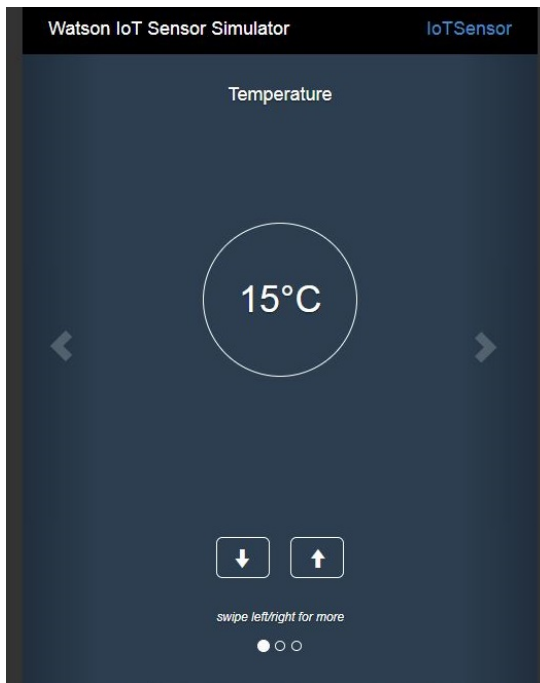 Watson IoT Sensor Simulator IoTSensor
Temperature
15°C
swipe left/right for more